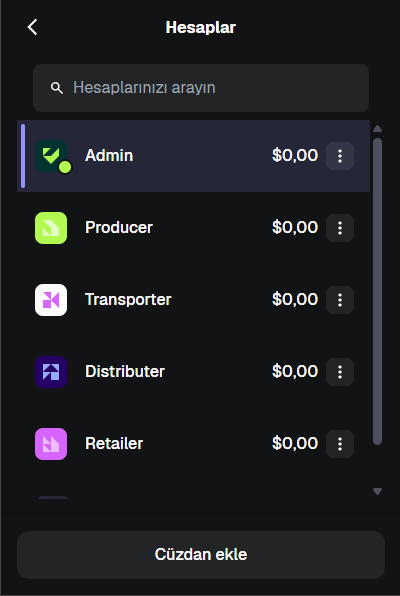 Hesaplar
Hesaplarınızı arayın
Admin $0,00
Producer $0,00
Transporter $0,00
Distributer $0,00
Retailer $0,00
Cüzdan ekle